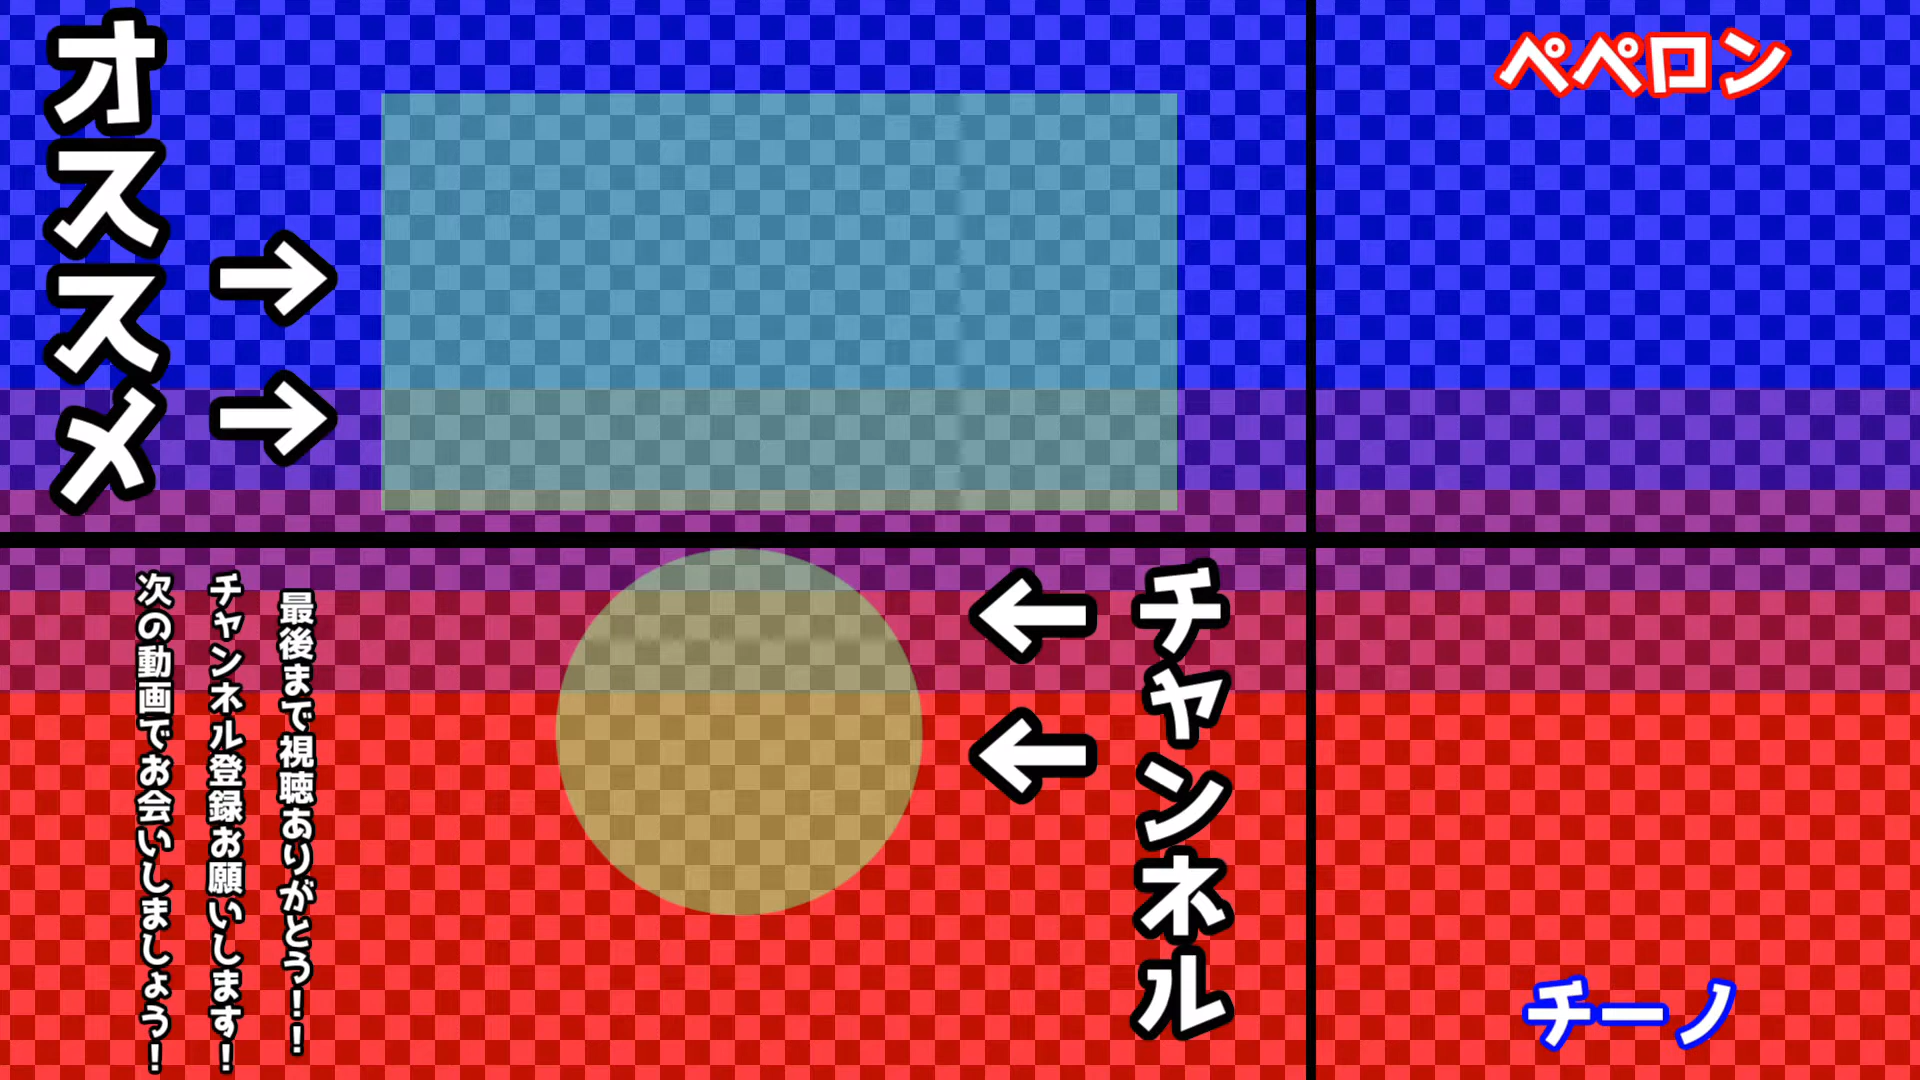 オススメ
→
→
ペペロン
チャンネル
←
←
最後まで視聴ありがとう！！
チャンネル登録お願いします！
次の動画でお会いしましょう！
チーノ